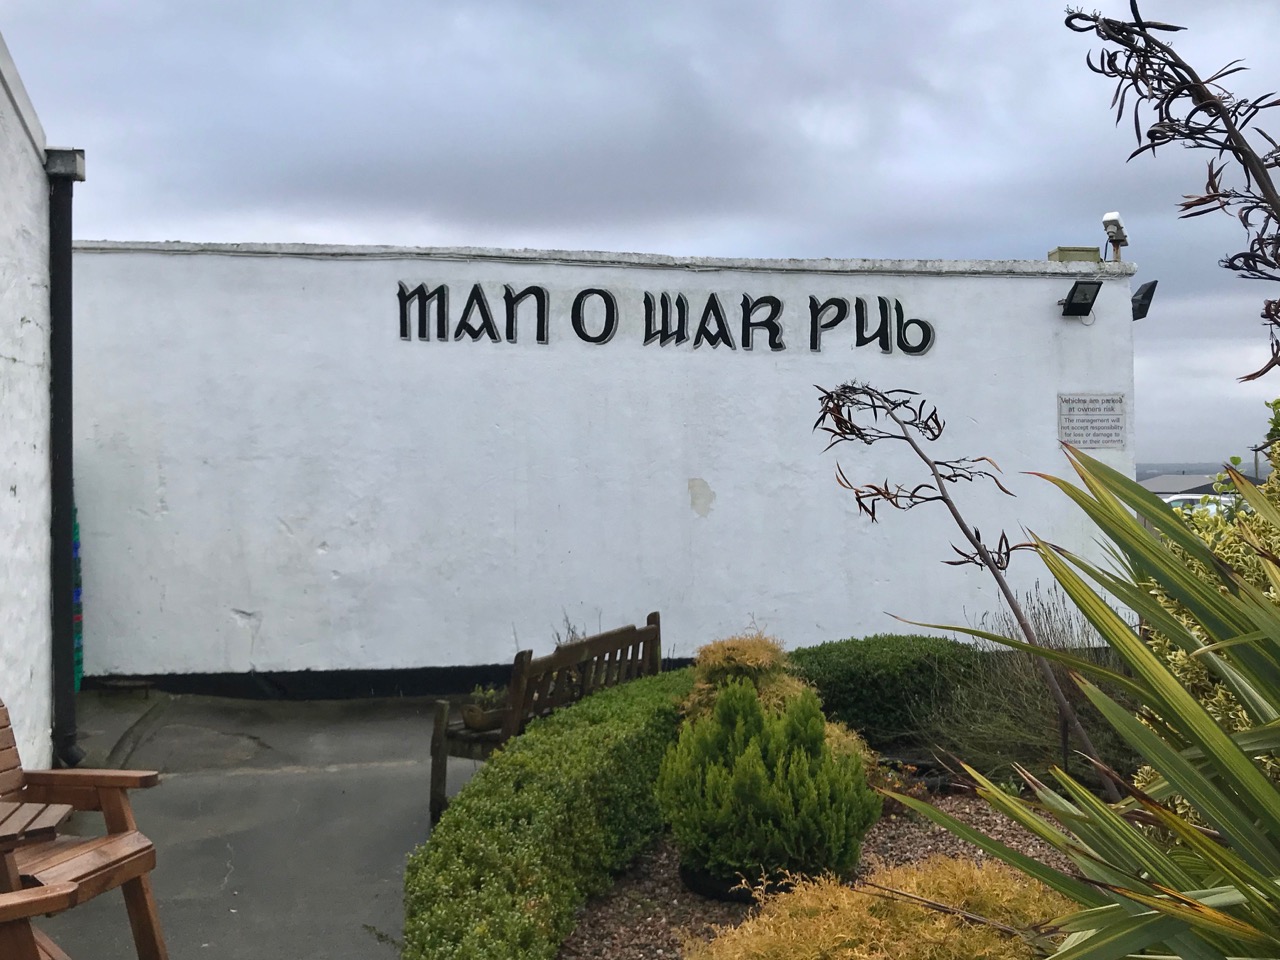 MAN O WAR PUb
Vehicles are parked
at owners risk
The management will
not accept responsibility
for loss or damage to
vehicles or their contents